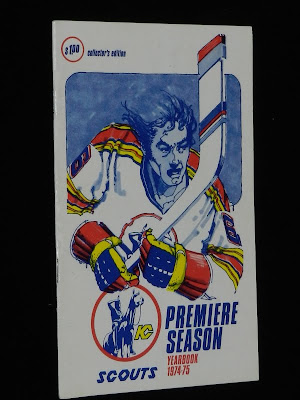 $1.00
collector's edition
KC
PREMIERE
SEASON
YEARBOOK
1974-75
SCOUTS